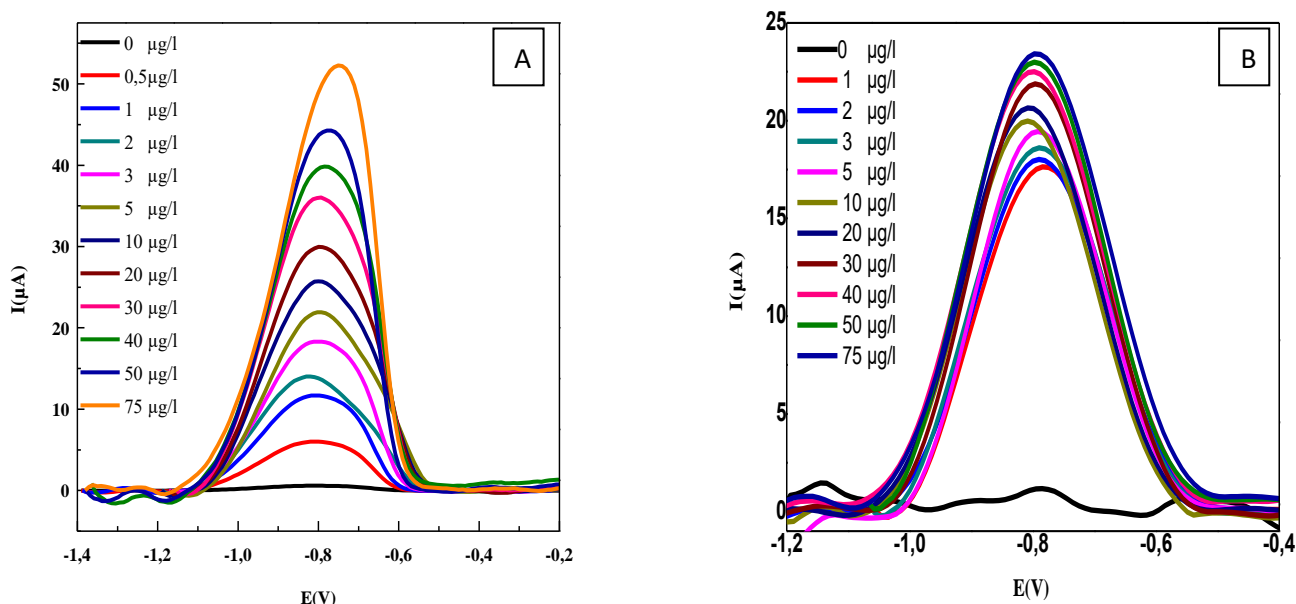 A
0 µg/l
0,5µg/l
1 µg/l
2 µg/l
3 µg/l
5 µg/l
10 µg/l
20 µg/l
30 µg/l
40 µg/l
50 µg/l
75 µg/l
50
40
30
20
10
0
I(µA)
-1,4 -1,2 -1,0 -0,8 -0,6 -0,4 -0,2
E(V)
B
0 µg/l
1 µg/l
2 µg/l
3 µg/l
5 µg/l
10 µg/l
20 µg/l
30 µg/l
40 µg/l
50 µg/l
75 µg/l
25
20
15
10
5
0
I(µA)
-1,2 -1,0 -0,8 -0,6 -0,4
E(V)